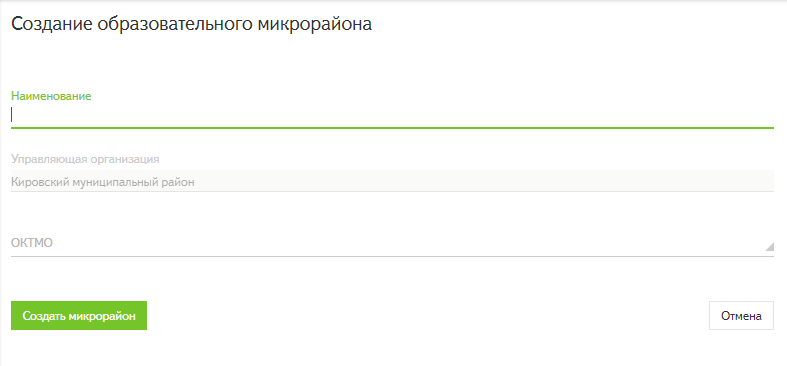 Создание образовательного микрорайона
Наименование
Управляющая организация
Кировский муниципальный район
ОКТМО
Создать микрорайон
Отмена